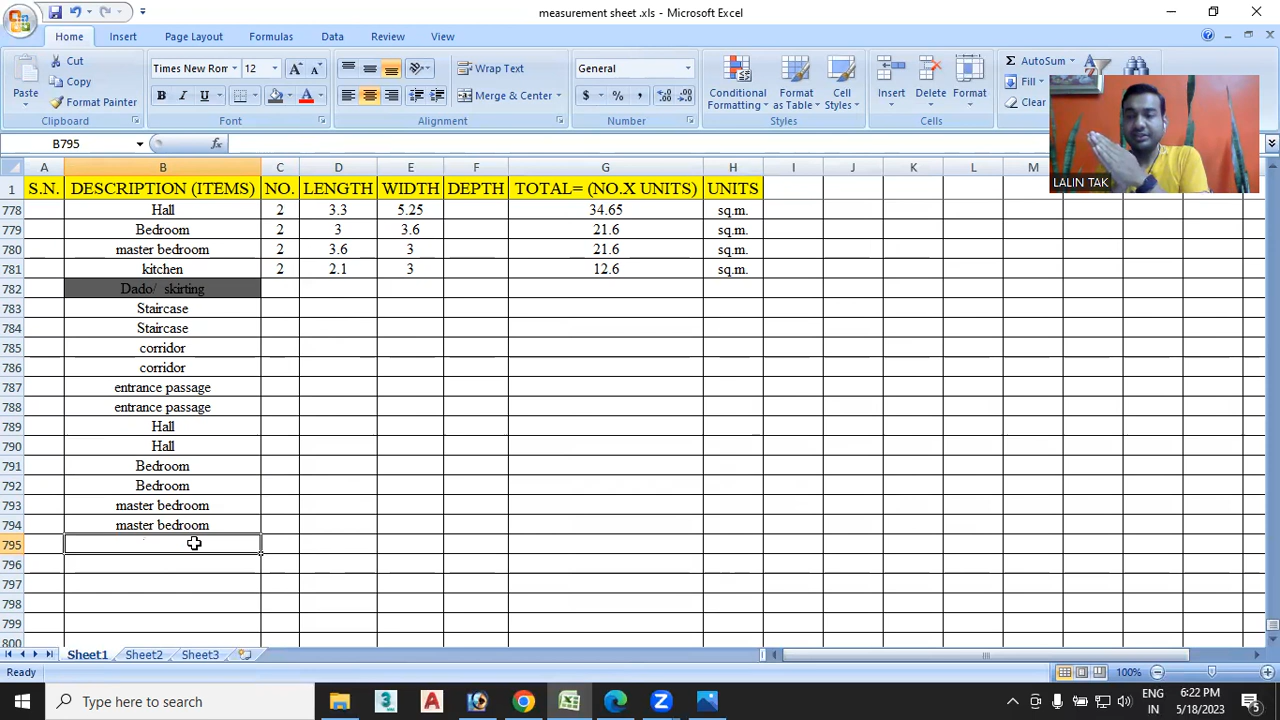 measurement sheet .xls - Microsoft Excel
Home Insert Page Layout Formulas Data Review View
Paste
Cut
Copy
Format Painter
Clipboard
Times New Rom 12
B I U
Font
Wrap Text
Merge & Center
Alignment
General
$ % ,
Number
Conditional Formatting
Format as Table
Cell Styles
Styles
Insert
Delete
Format
Cells
Σ AutoSum
Fill
Clear
LALIN TAK
B795
fx
A B C D E F G H I J K L M
1 S.N. DESCRIPTION (ITEMS) NO. LENGTH WIDTH DEPTH TOTAL= (NO.X UNITS) UNITS
778 Hall 2 3.3 5.25 34.65 sq.m.
779 Bedroom 2 3 3.6 21.6 sq.m.
780 master bedroom 2 3.6 3 21.6 sq.m.
781 kitchen 2 2.1 3 12.6 sq.m.
782 Dado/ skirting
783 Staircase
784 Staircase
785 corridor
786 corridor
787 entrance passage
788 entrance passage
789 Hall
790 Hall
791 Bedroom
792 Bedroom
793 master bedroom
794 master bedroom
795
796
797
798
799
800
Sheet1 Sheet2 Sheet3
Ready
100%
Type here to search
ENG
IN
6:22 PM
5/18/2023
5